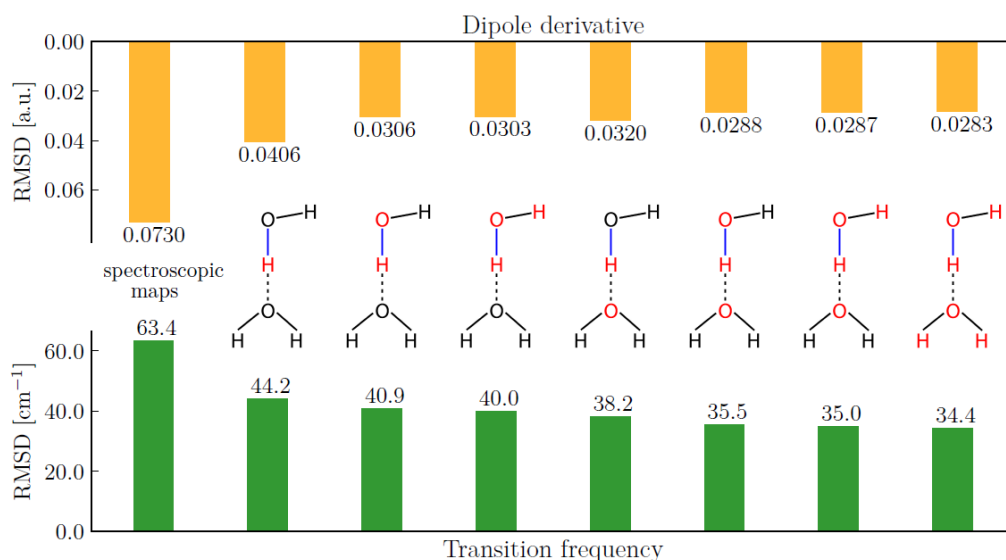 Dipole derivative
RMSD [a.u.]
0.00
0.02
0.04
0.06
0.0730
0.0406
0.0306
0.0303
0.0320
0.0288
0.0287
0.0283
spectroscopic
maps
O H O H O H O H O H O H O H
H H H H H H H
O O O O O O O
H H H H H H H H H H H H H H
RMSD [cm⁻¹]
60.0
40.0
20.0
0.0
63.4
44.2
40.9
40.0
38.2
35.5
35.0
34.4
Transition frequency